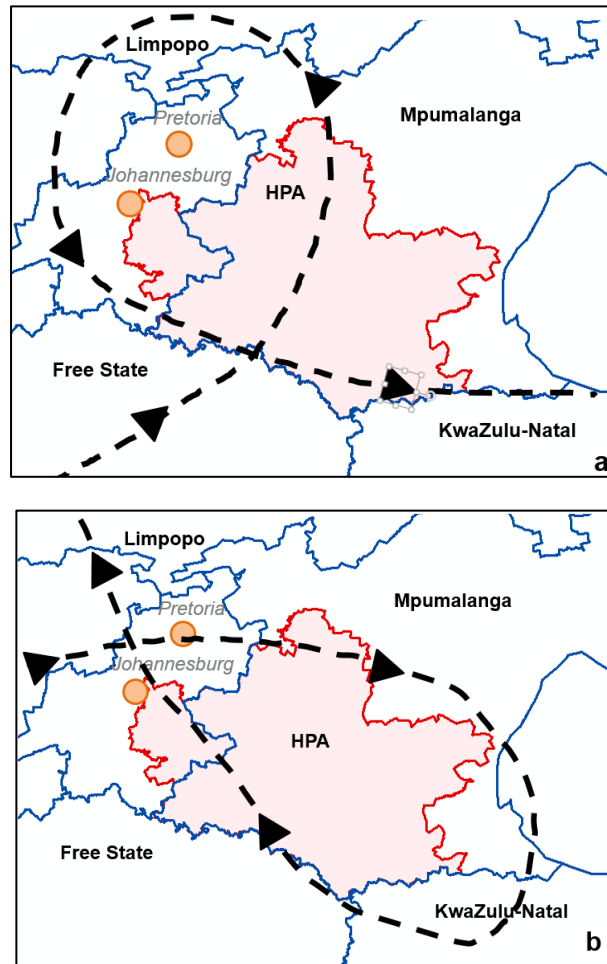 Limpopo
Mpumalanga
Pretoria
Johannesburg
HPA
Free State
KwaZulu-Natal
a
Limpopo
Mpumalanga
Pretoria
Johannesburg
HPA
Free State
KwaZulu-Natal
b